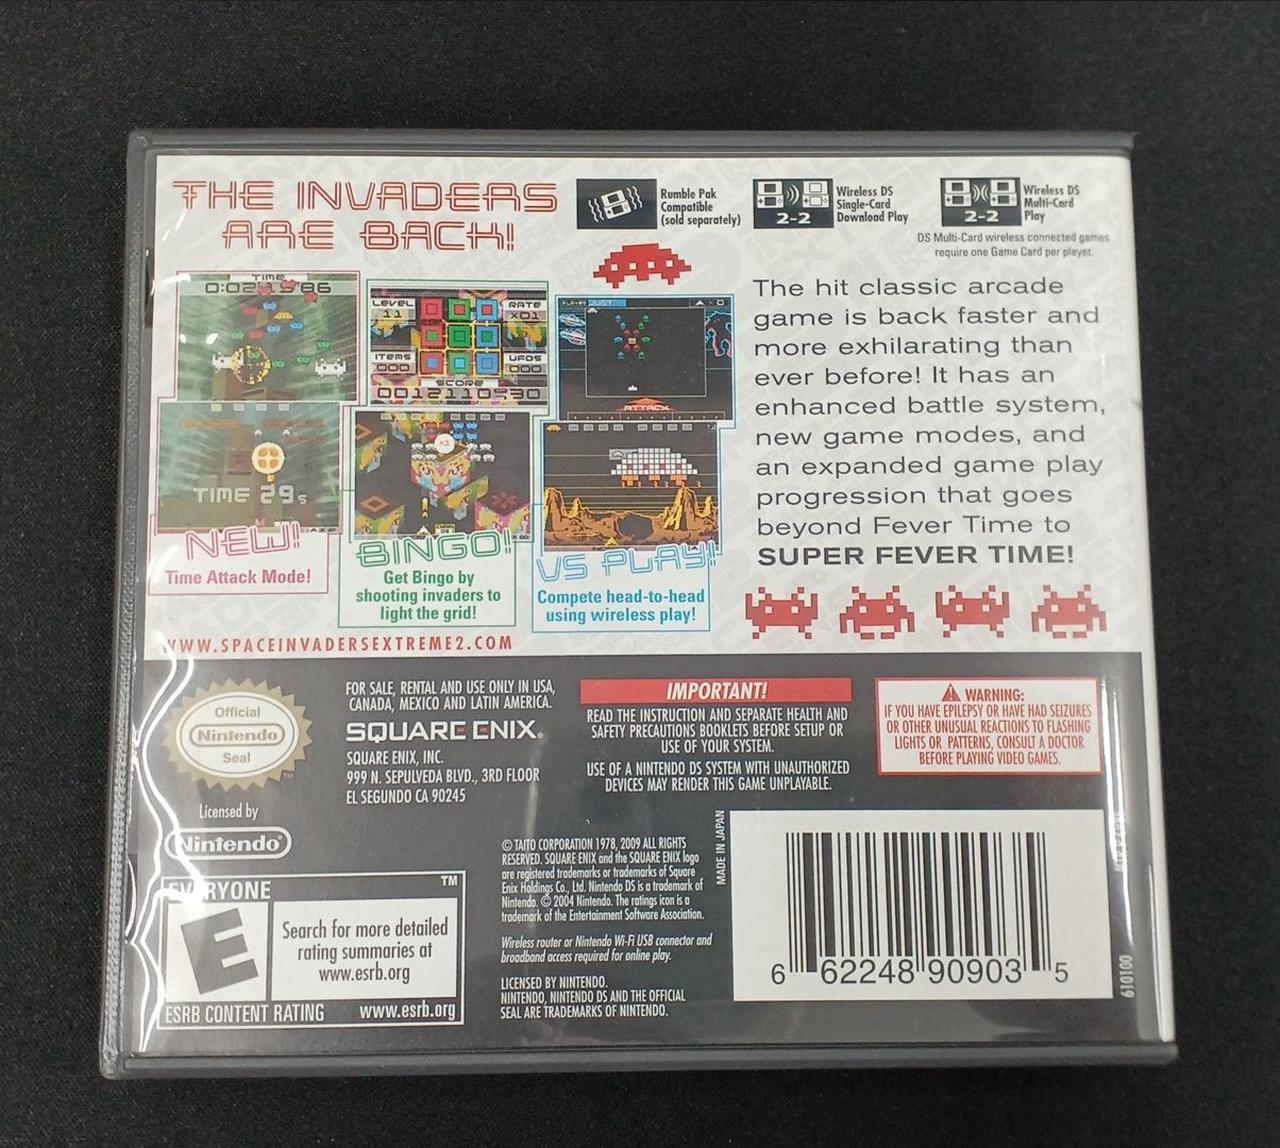 THE INVADERS
ARE BACK!
Rumble Pak
Compatible
(sold separately)
2-2
Wireless DS
Single-Card
Download Play
2-2
Wireless DS
Multi-Card
Play
DS Multi-Card wireless connected games
require one Game Card per player.
TIME
TIME 29s
NEW!
Time Attack Mode!
LEVEL
11
RATE
X01
ITEMS
000
UFOS
000
SCORE
BINGO!
Get Bingo by
shooting invaders to
light the grid!
ATTACK
VS PLAY!
Compete head-to-head
using wireless play!
The hit classic arcade
game is back faster and
more exhilarating than
ever before! It has an
enhanced battle system,
new game modes, and
an expanded game play
progression that goes
beyond Fever Time to
SUPER FEVER TIME!
WWW.SPACEINVADERSEXTREME2.COM
Official
Nintendo
Seal
TM
Licensed by
Nintendo®
FOR SALE, RENTAL AND USE ONLY IN USA,
CANADA, MEXICO AND LATIN AMERICA.
SQUARE ENIX®
SQUARE ENIX, INC.
999 N. SEPULVEDA BLVD., 3RD FLOOR
EL SEGUNDO CA 90245
IMPORTANT!
READ THE INSTRUCTION AND SEPARATE HEALTH AND
SAFETY PRECAUTIONS BOOKLETS BEFORE SETUP OR
USE OF YOUR SYSTEM.
USE OF A NINTENDO DS SYSTEM WITH UNAUTHORIZED
DEVICES MAY RENDER THIS GAME UNPLAYABLE.
WARNING:
IF YOU HAVE EPILEPSY OR HAVE HAD SEIZURES
OR OTHER UNUSUAL REACTIONS TO FLASHING
LIGHTS OR PATTERNS, CONSULT A DOCTOR
BEFORE PLAYING VIDEO GAMES.
EVERYONE
TM
E
Search for more detailed
rating summaries at
www.esrb.org
ESRB CONTENT RATING www.esrb.org
© TAITO CORPORATION 1978, 2009 ALL RIGHTS
RESERVED. SQUARE ENIX and the SQUARE ENIX logo
are registered trademarks or trademarks of Square
Enix Holdings Co., Ltd. Nintendo DS is a trademark of
Nintendo. © 2004 Nintendo. The ratings icon is a
trademark of the Entertainment Software Association.
Wireless router or Nintendo Wi-Fi USB connector and
broadband access required for online play.
LICENSED BY NINTENDO.
NINTENDO, NINTENDO DS AND THE OFFICIAL
SEAL ARE TRADEMARKS OF NINTENDO.
MADE IN JAPAN
6 62248 90903 5
610100